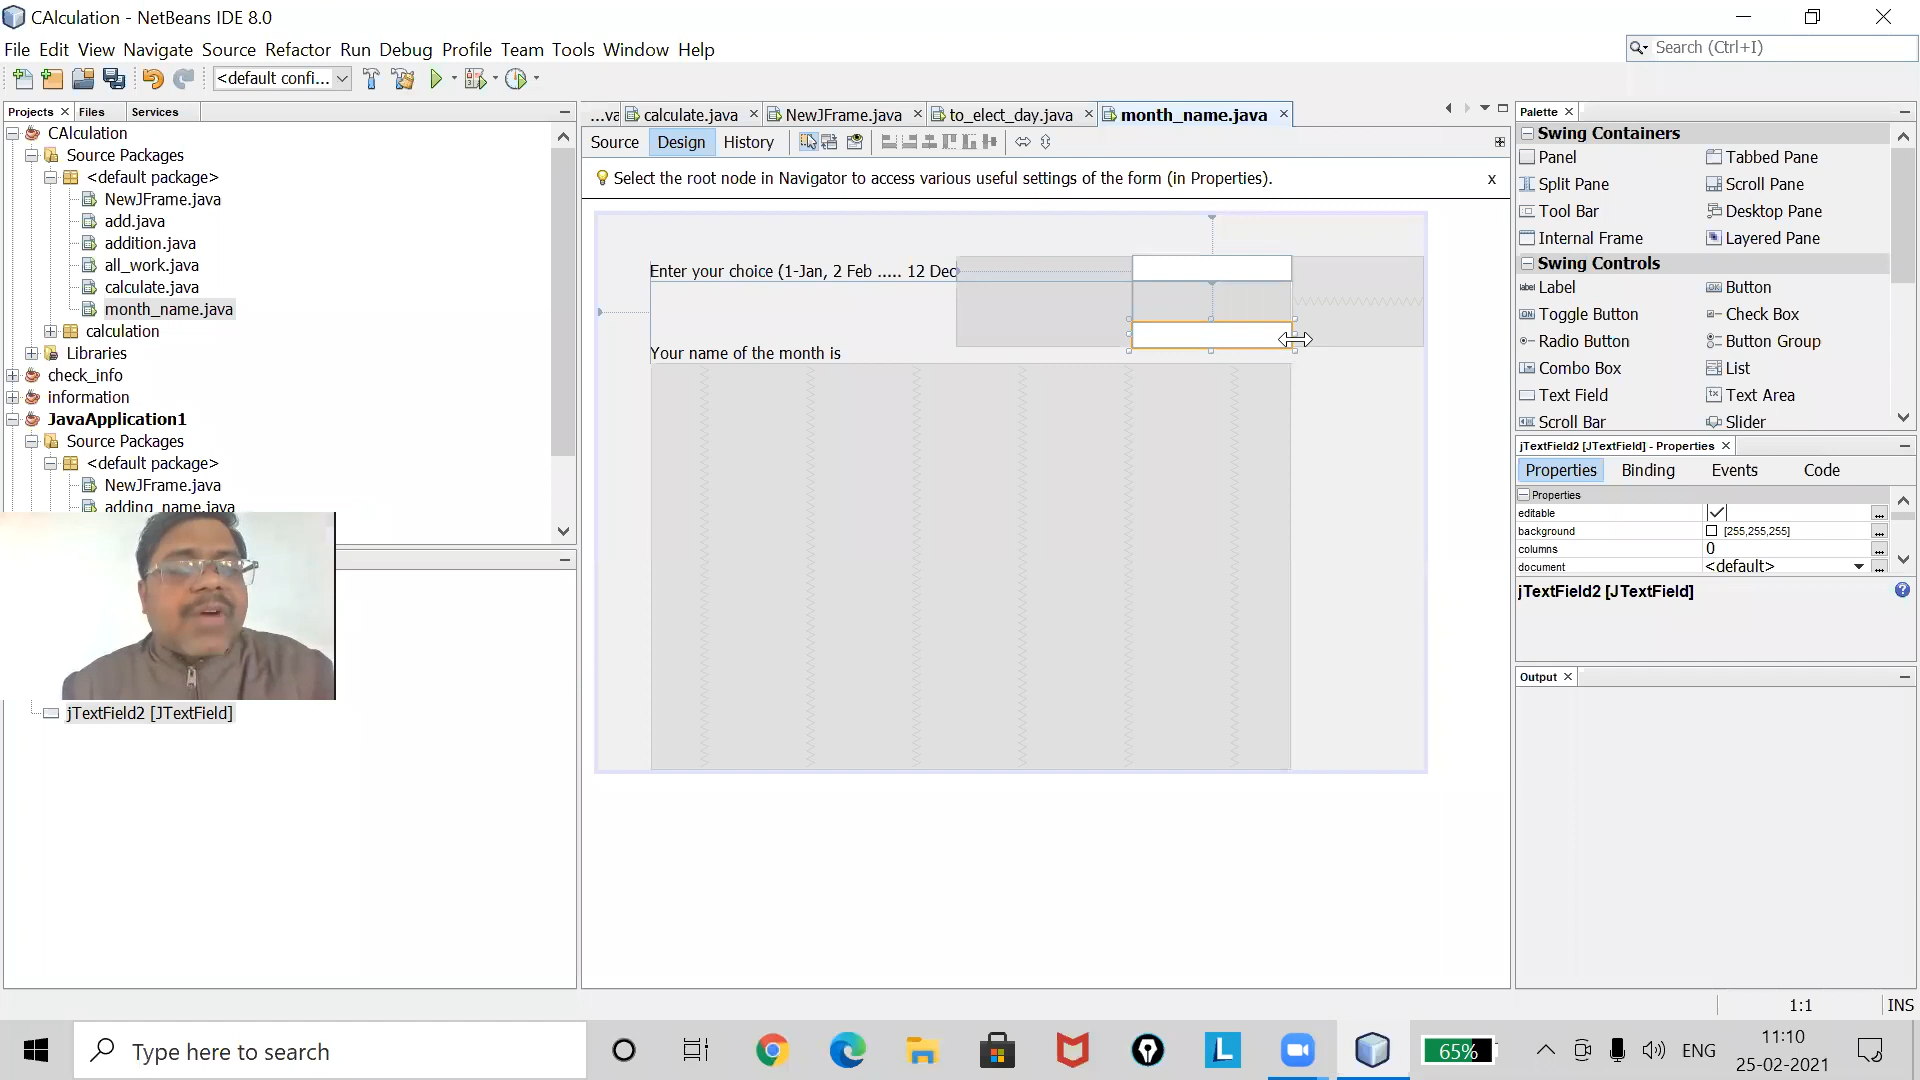 CAlculation - NetBeans IDE 8.0
File Edit View Navigate Source Refactor Run Debug Profile Team Tools Window Help
Search (Ctrl+I)
<default confi...
Projects
Files
Services
CAlculation
Source Packages
<default package>
NewJFrame.java
add.java
addition.java
all_work.java
calculate.java
month_name.java
calculation
Libraries
check_info
information
JavaApplication1
Source Packages
<default package>
NewJFrame.java
adding_name.java
jTextField2 [JTextField]
...va calculate.java NewJFrame.java to_elect_day.java month_name.java
Source Design History
Select the root node in Navigator to access various useful settings of the form (in Properties).
x
Enter your choice (1-Jan, 2 Feb ..... 12 Dec
Your name of the month is
Palette
Swing Containers
Panel Tabbed Pane
Split Pane Scroll Pane
Tool Bar Desktop Pane
Internal Frame Layered Pane
Swing Controls
label Label OK Button
ON Toggle Button Check Box
Radio Button Button Group
Combo Box List
Text Field Text Area
Scroll Bar Slider
jTextField2 [JTextField] - Properties
Properties Binding Events Code
Properties
editable
background [255,255,255]
columns 0
document <default>
jTextField2 [JTextField]
Output
1:1 INS
Type here to search
65%
ENG
11:10
25-02-2021